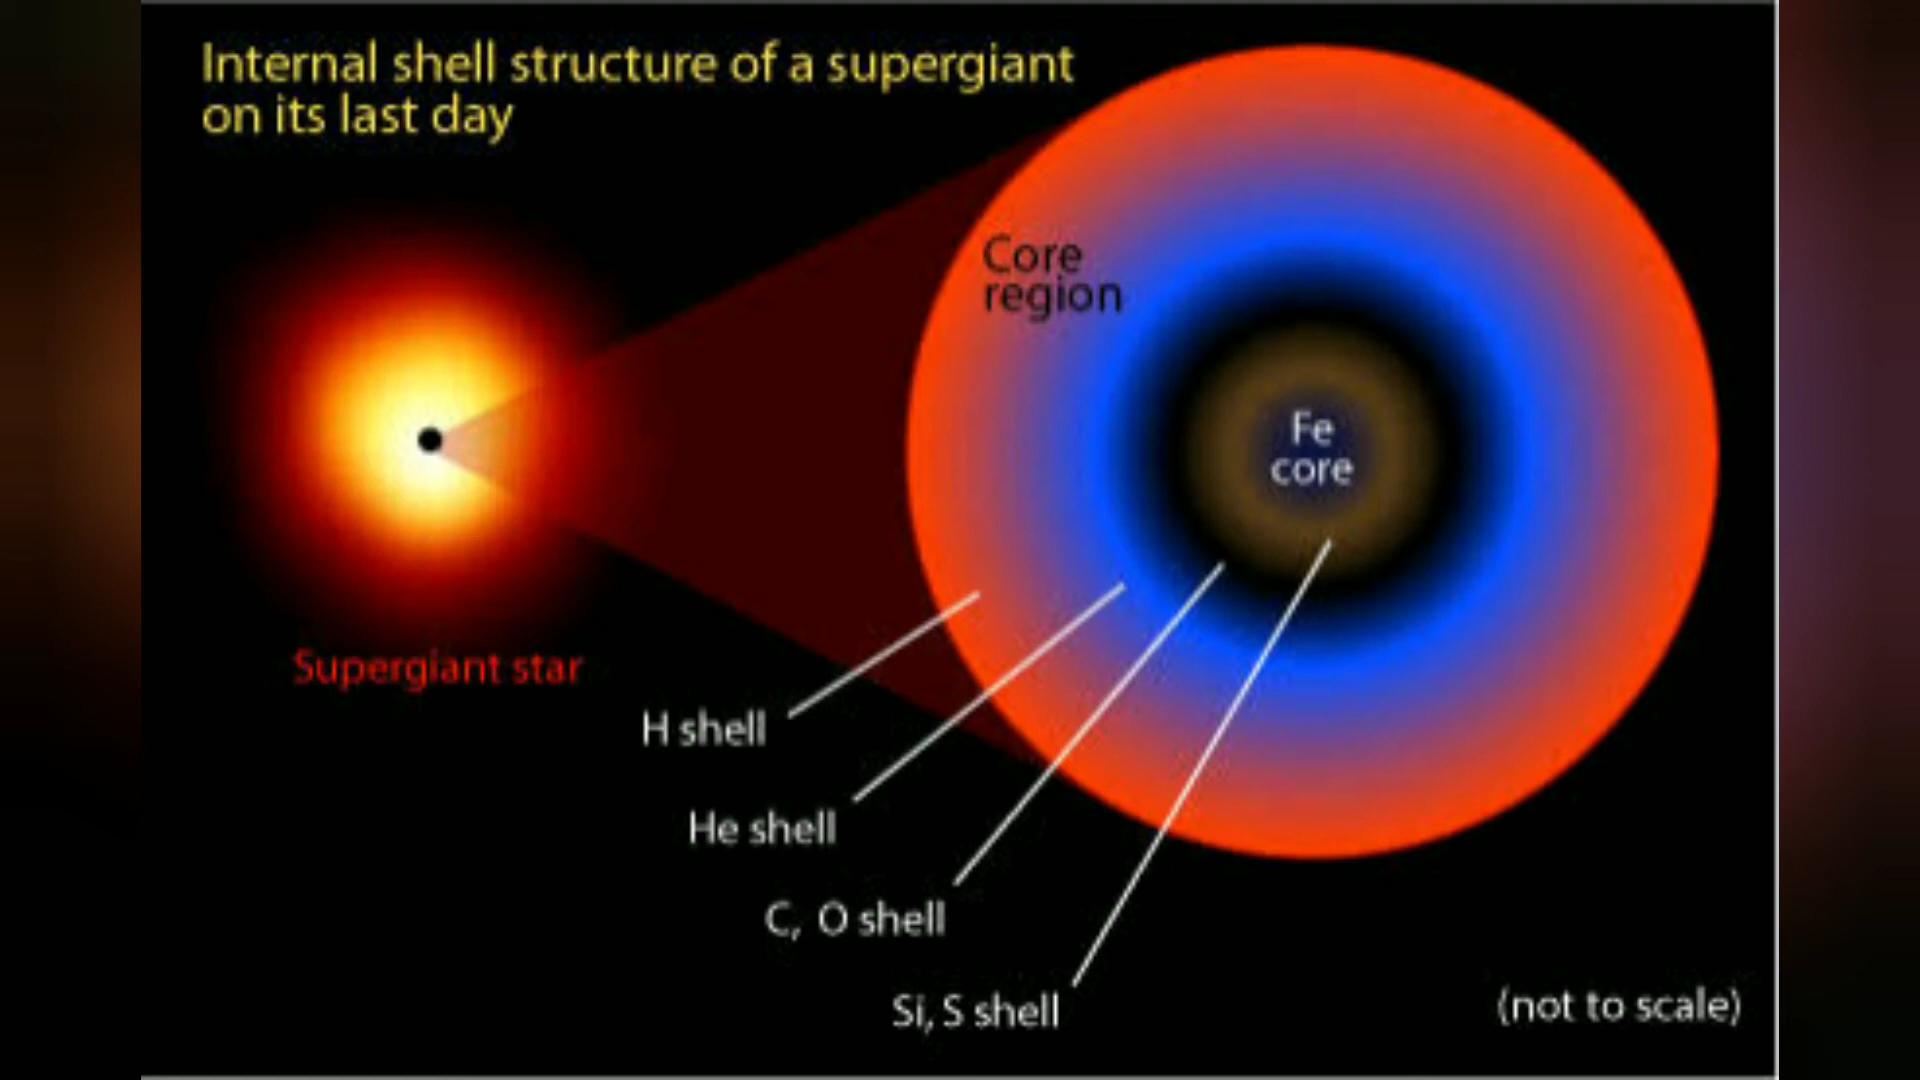 Internal shell structure of a supergiant
on its last day
Core
region
Fe
core
Supergiant star
H shell
He shell
C, O shell
Si, S shell
(not to scale)